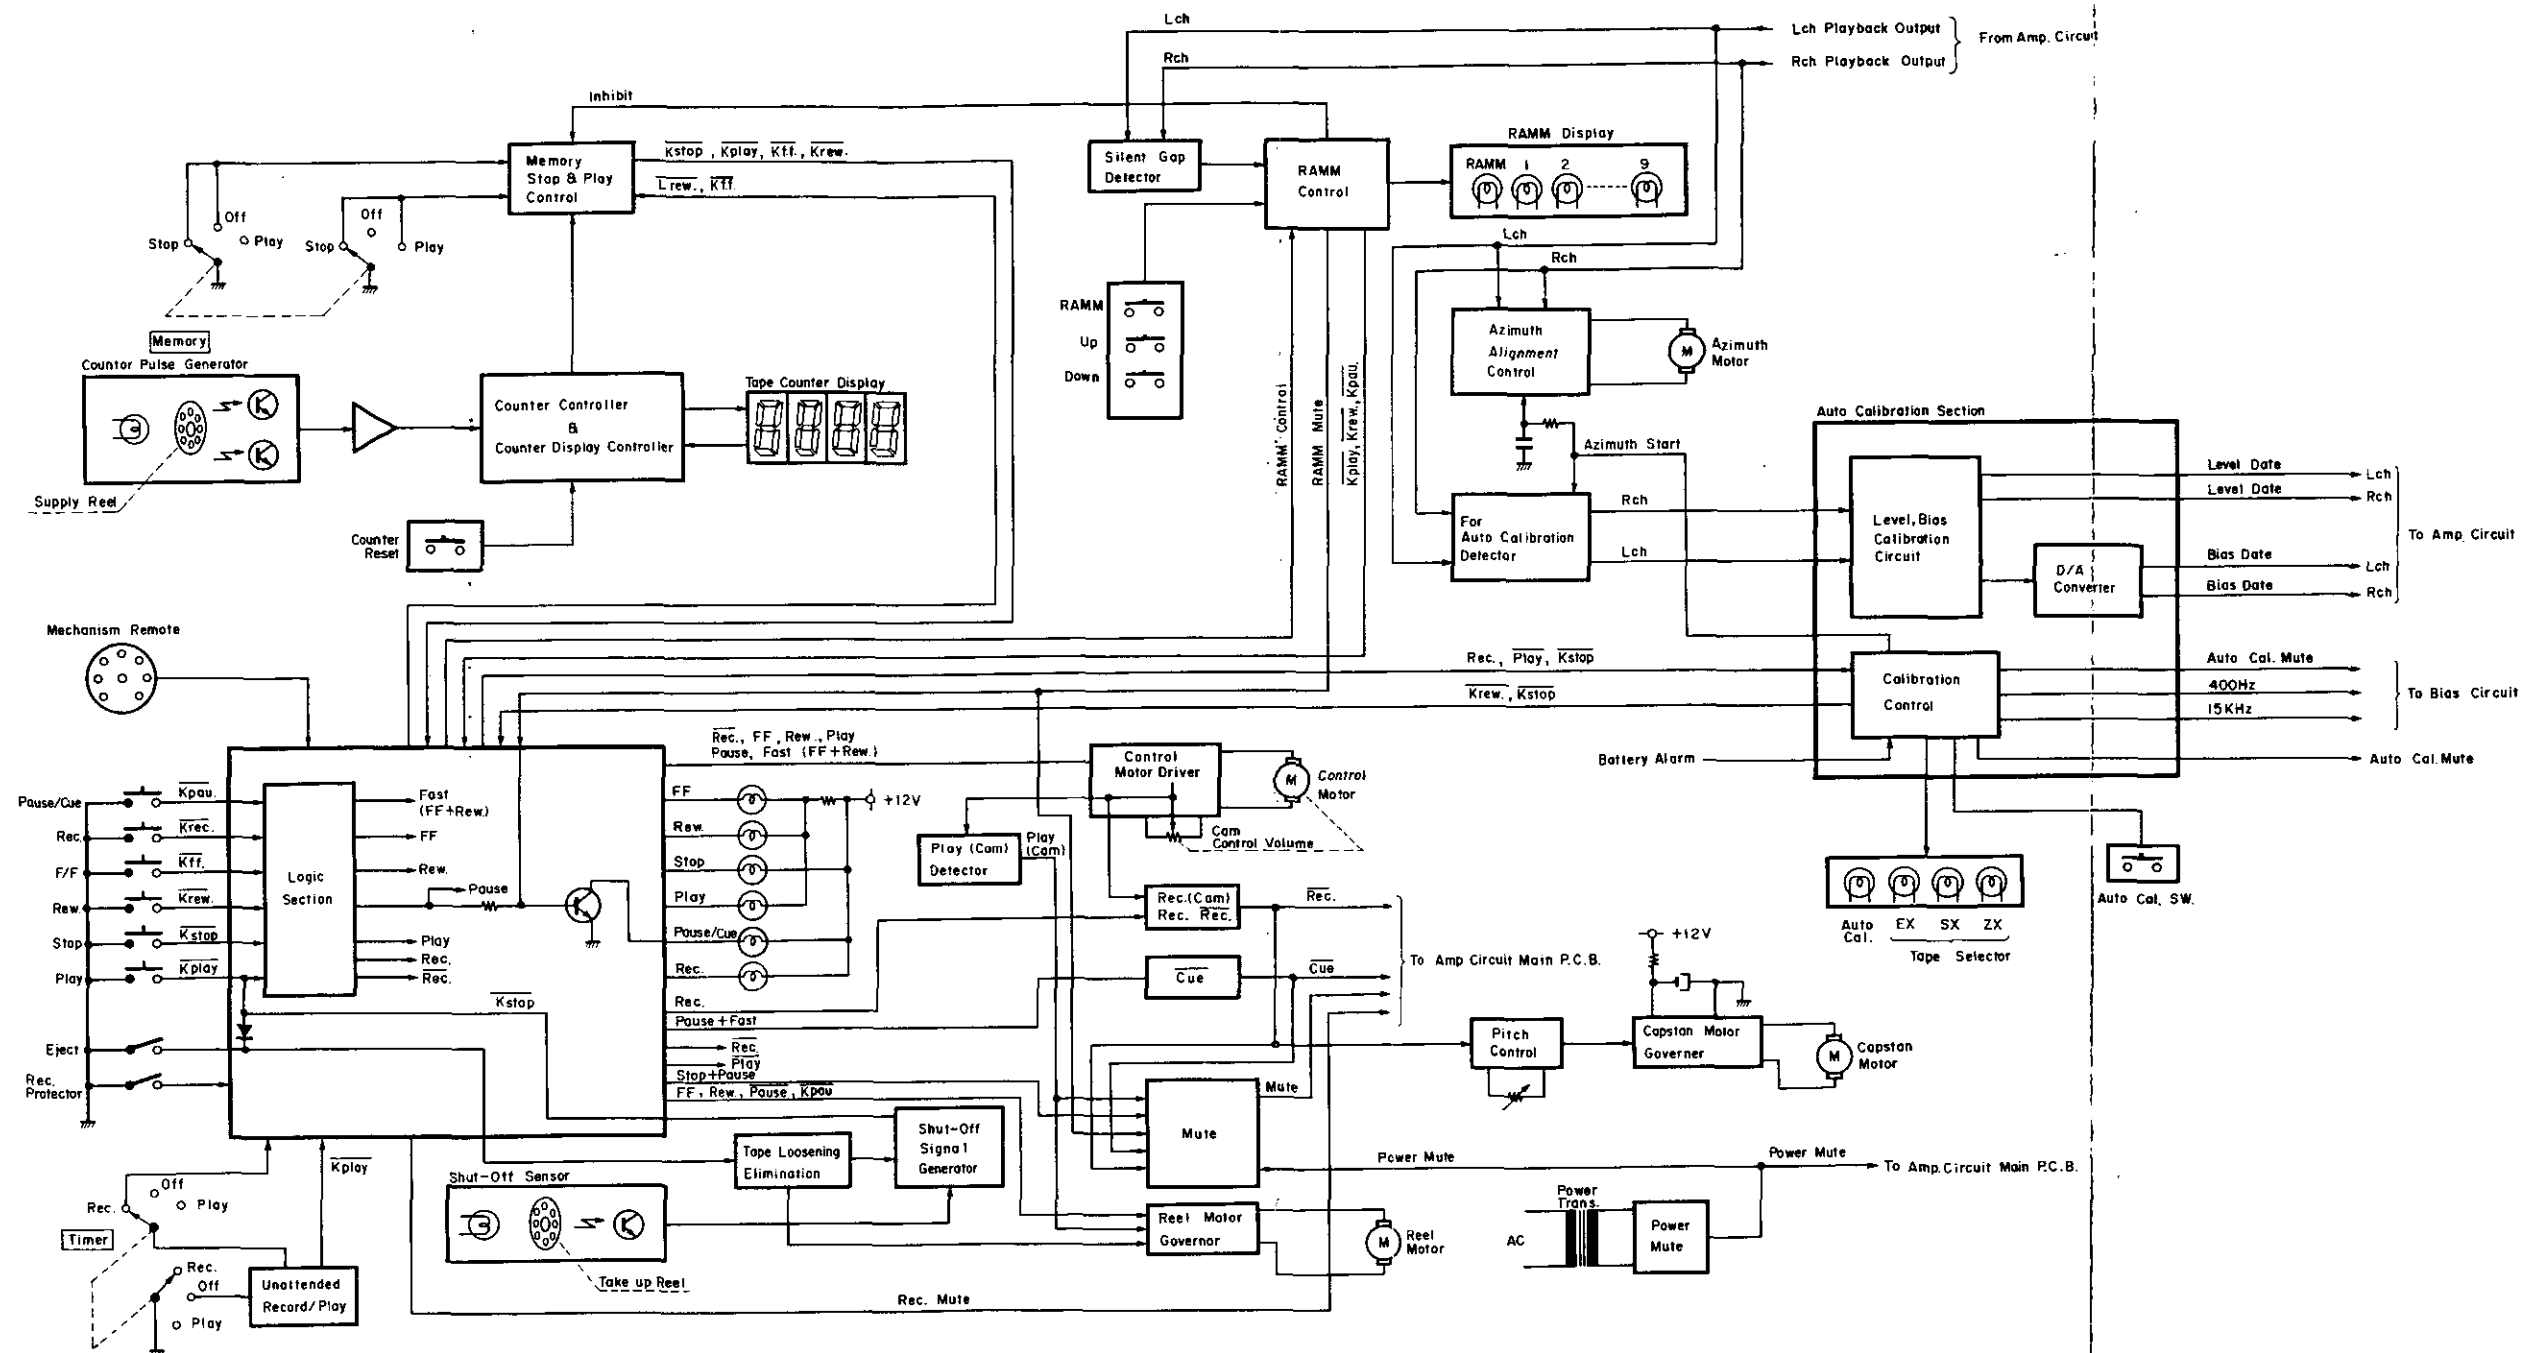 Lch
Lch Playback Output
From Amp. Circuit
Rch
Rch Playback Output
Inhibit
Memory
Stop & Play
Control
Kstop , Kplay, Kf.f., Krew.
Lrew., Kf.f.
Silent Gap
Detector
RAMM
Control
RAMM Display
RAMM 1 2 9
Off
Stop
Play
Off
Stop
Play
Memory
RAMM
Up
Down
Lch
Rch
Azimuth
Alignment
Control
M
Azimuth
Motor
Countor Pulse Generator
Supply Reel
Counter Controller
&
Counter Display Controller
Tape Counter Display
Counter
Reset
RAMM Control
RAMM Mute
Kplay, Krew., Kpau.
Azimuth Start
For
Auto Calibration
Detector
Rch
Lch
Auto Calibration Section
Level, Bias
Calibration
Circuit
D/A
Converter
Level Date
Lch
Level Date
Rch
Bias Date
Lch
Bias Date
Rch
To Amp. Circuit
Mechanism Remote
Rec., Play, Kstop
Krew., Kstop
Calibration
Control
Auto Cal. Mute
400Hz
15KHz
To Bias Circuit
Battery Alarm
Auto Cal. Mute
Auto
Cal.
EX SX ZX
Tape Selector
Auto Cal. SW.
Pause/Cue
Kpau.
Rec.
Krec.
F/F
Kff.
Rew.
Krew.
Stop
Kstop
Play
Kplay
Eject
Rec.
Protector
Logic
Section
Fast
(FF+Rew.)
FF
Rew.
Pause
Play
Rec.
Rec.
Kstop
Rec., FF, Rew., Play
Pause, Fast (FF+Rew.)
FF
Rew.
Stop
Play
Pause/Cue
Rec.
+12V
Rec.
Pause + Fast
Rec.
Play
Stop+Pause
FF, Rew., Pause, Kpau
Control
Motor Driver
M
Control
Motor
Cam
Control Volume
Play (Cam)
Detector
Play
(Cam)
Rec. (Cam)
Rec. Rec.
Rec.
Cue
Cue
To Amp Circuit Main P.C.B.
+12V
Pitch
Control
Capstan Motor
Governer
M
Capstan
Motor
Mute
Mute
Power Mute
Power Mute
To Amp. Circuit Main P.C.B.
Power
Trans.
AC
Power
Mute
Tape Loosening
Elimination
Shut-Off
Signal
Generator
Shut-Off Sensor
Take up Reel
Reel Motor
Governor
M
Reel
Motor
Rec. Mute
Kplay
Off
Rec.
Play
Timer
Rec.
Off
Play
Unattended
Record/Play